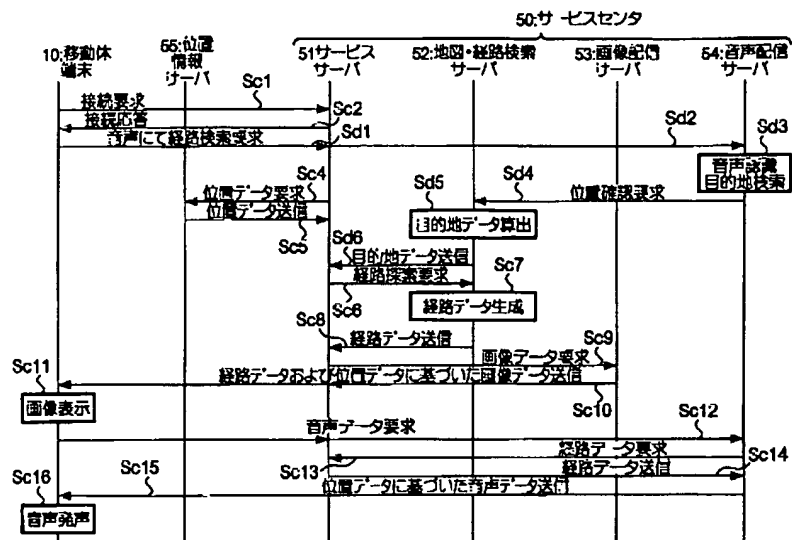 50:サービスセンタ
10:移動体
端末
55:位置
情報
サーバ
51サービス
サーバ
52:地図・経路検索
サーバ
53:画像配信
サーバ
54:音声配信
サーバ
Sc1
接続要求
Sc2
接続応答
Sd1
音声にて経路検索要求
Sd2
Sd3
音声認識
目的地検索
Sc4
位置データ要求
Sd4
位置確認要求
Sd5
目的地データ算出
位置データ送信
Sc5
Sd6
目的地データ送信
経路探索要求
Sc6
Sc7
経路データ生成
Sc8
経路データ送信
Sc9
画像データ要求
Sc11
経路データおよび位置データに基づいた画像データ送信
Sc10
画像表示
音声データ要求
Sc12
経路データ要求
Sc13
Sc14
経路データ送信
Sc16
Sc15
位置データに基づいた音声データ送信
音声発声